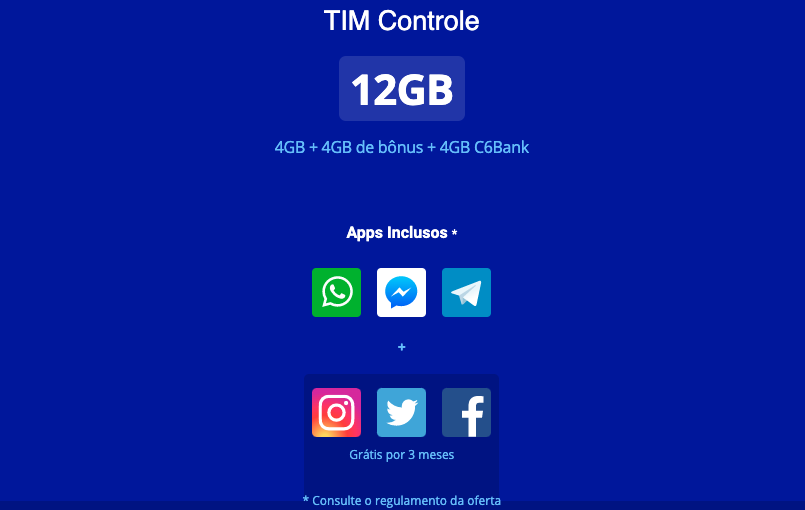 TIM Controle
12GB
4GB + 4GB de bônus + 4GB C6Bank
Apps Inclusos *
+
Grátis por 3 meses
* Consulte o regulamento da oferta